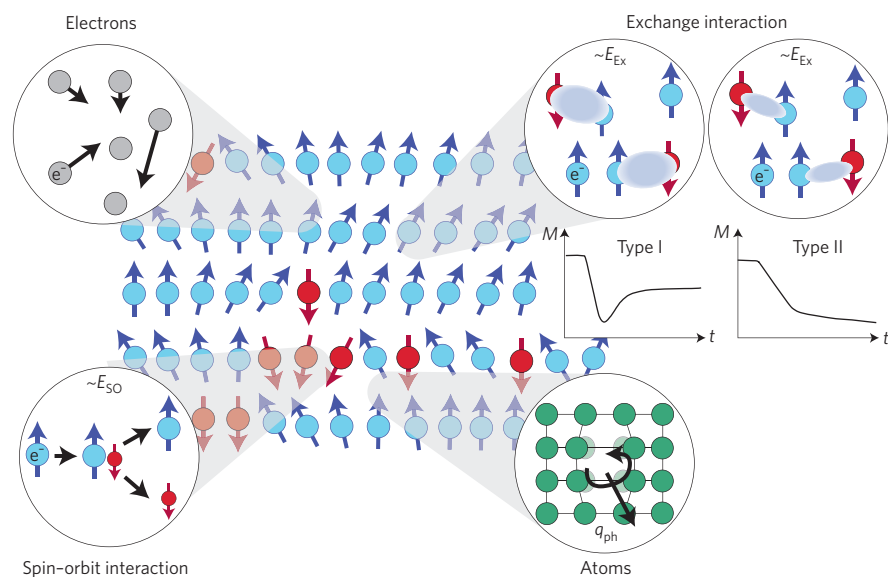 Electrons
Exchange interaction
~E_Ex
~E_Ex
e⁻
e⁻
e⁻
M
Type I
t
M
Type II
t
~E_SO
e⁻
q_ph
Spin–orbit interaction
Atoms